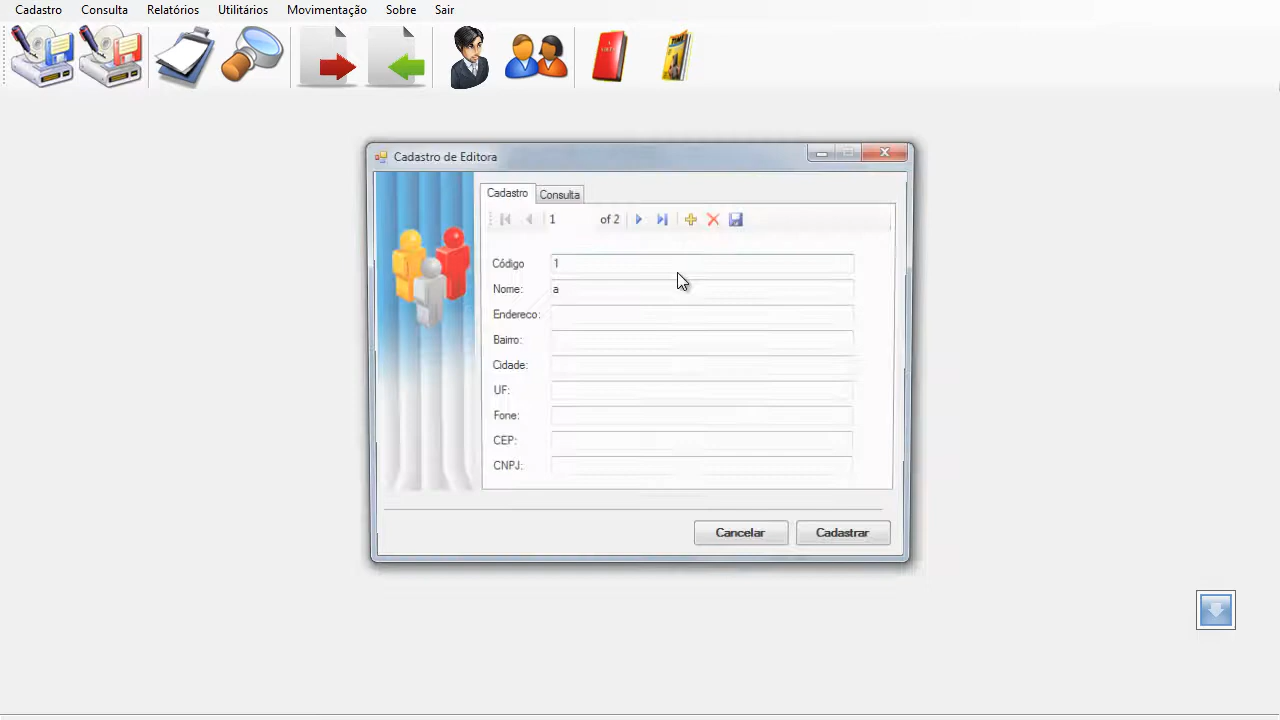 Cadastro Consulta Relatórios Utilitários Movimentação Sobre Sair
Cadastro de Editora
Cadastro Consulta
1 of 2
Código 1
Nome: a
Endereco:
Bairro:
Cidade:
UF:
Fone:
CEP:
CNPJ:
Cancelar Cadastrar